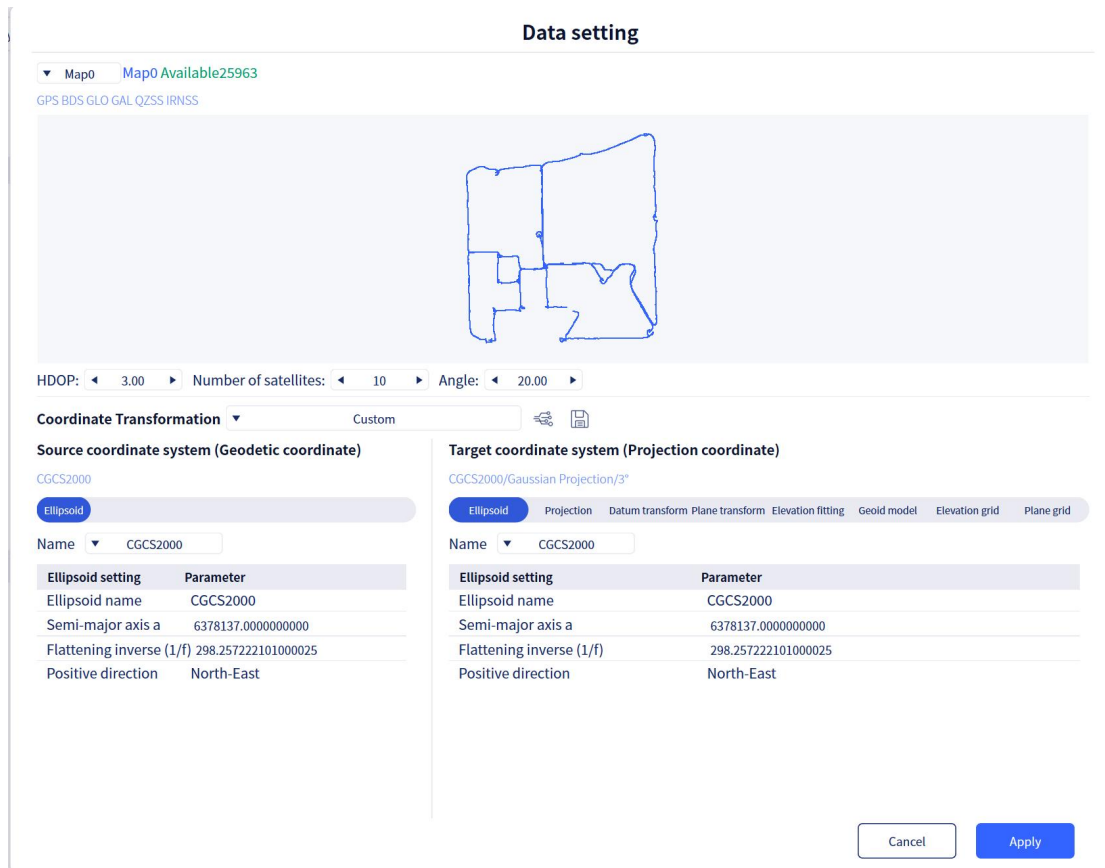 Data setting
Map0 Map0 Available25963
GPS BDS GLO GAL QZSS IRNSS
HDOP: 3.00 Number of satellites: 10 Angle: 20.00
Coordinate Transformation Custom
Source coordinate system (Geodetic coordinate)
CGCS2000
Ellipsoid
Name CGCS2000
Ellipsoid setting Parameter
Ellipsoid name CGCS2000
Semi-major axis a 6378137.0000000000
Flattening inverse (1/f) 298.257222101000025
Positive direction North-East
Target coordinate system (Projection coordinate)
CGCS2000/Gaussian Projection/3°
Ellipsoid Projection Datum transform Plane transform Elevation fitting Geoid model Elevation grid Plane grid
Name CGCS2000
Ellipsoid setting Parameter
Ellipsoid name CGCS2000
Semi-major axis a 6378137.0000000000
Flattening inverse (1/f) 298.257222101000025
Positive direction North-East
Cancel Apply